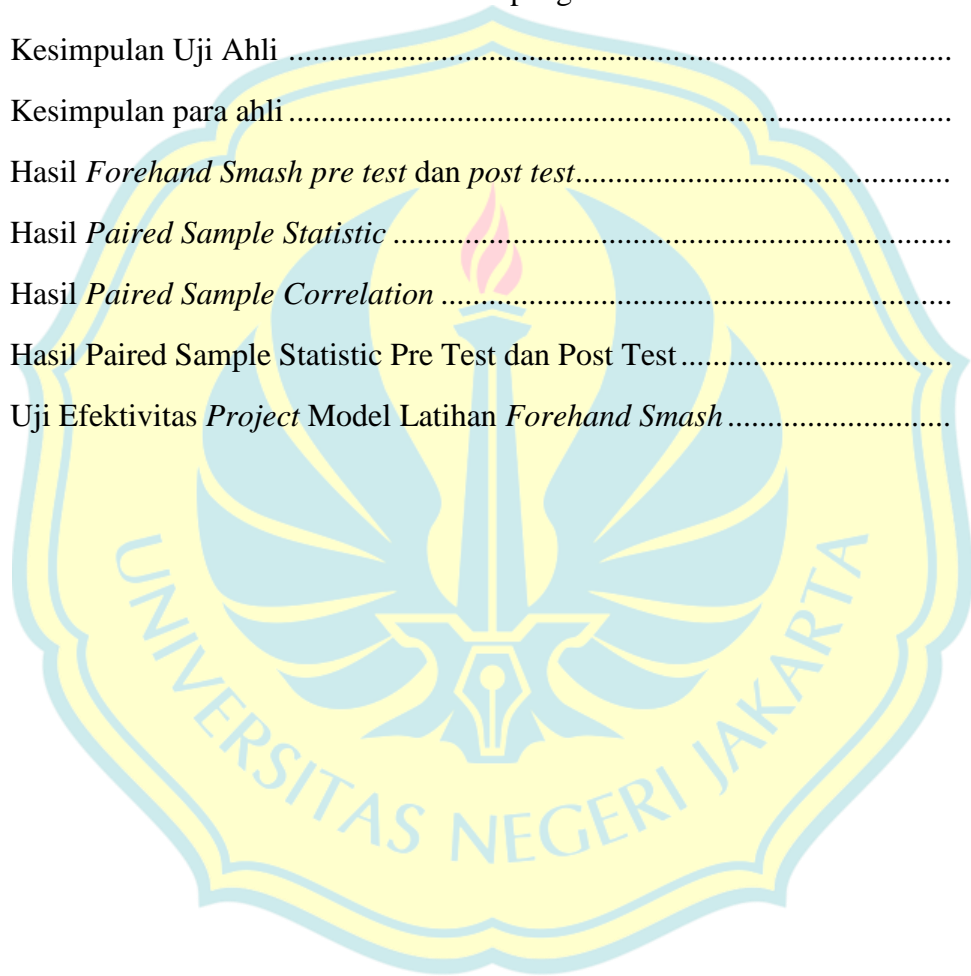 Kesimpulan Uji Ahli ....................................................................................
Kesimpulan para ahli ...................................................................................
Hasil Forehand Smash pre test dan post test...............................................
Hasil Paired Sample Statistic ......................................................................
Hasil Paired Sample Correlation ................................................................
Hasil Paired Sample Statistic Pre Test dan Post Test ..................................
Uji Efektivitas Project Model Latihan Forehand Smash ............................
UNIVERSITAS NEGERI JAKARTA